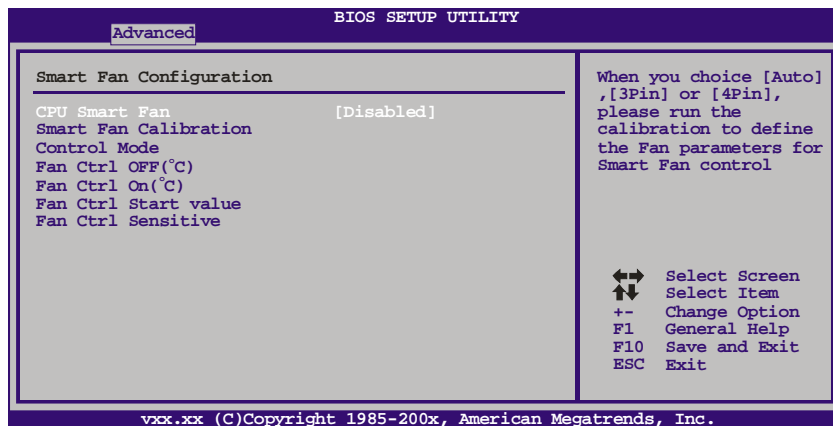 BIOS SETUP UTILITY
Advanced
Smart Fan Configuration
CPU Smart Fan [Disabled]
Smart Fan Calibration
Control Mode
Fan Ctrl OFF(°C)
Fan Ctrl On(°C)
Fan Ctrl Start value
Fan Ctrl Sensitive
When you choice [Auto]
,[3Pin] or [4Pin],
please run the
calibration to define
the Fan parameters for
Smart Fan control
Select Screen
Select Item
+- Change Option
F1 General Help
F10 Save and Exit
ESC Exit
vxx.xx (C)Copyright 1985-200x, American Megatrends, Inc.